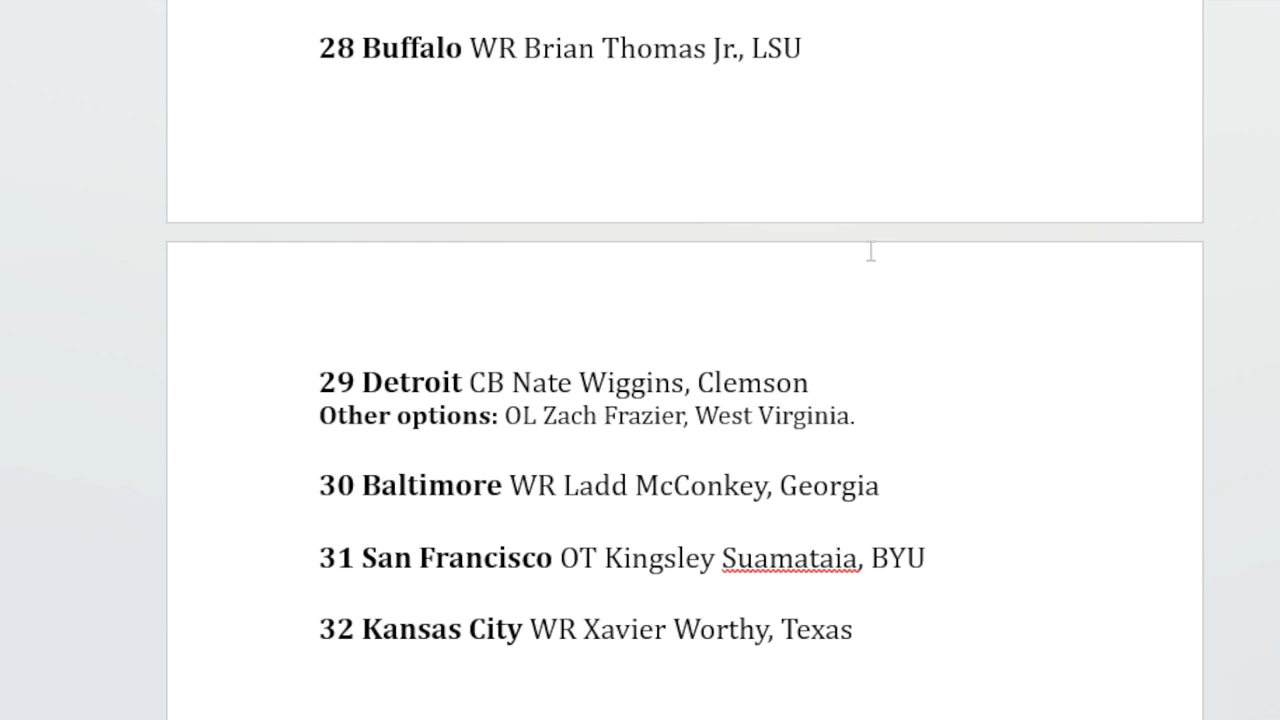 28 Buffalo WR Brian Thomas Jr., LSU
29 Detroit CB Nate Wiggins, Clemson
Other options: OL Zach Frazier, West Virginia.
30 Baltimore WR Ladd McConkey, Georgia
31 San Francisco OT Kingsley Suamataia, BYU
32 Kansas City WR Xavier Worthy, Texas